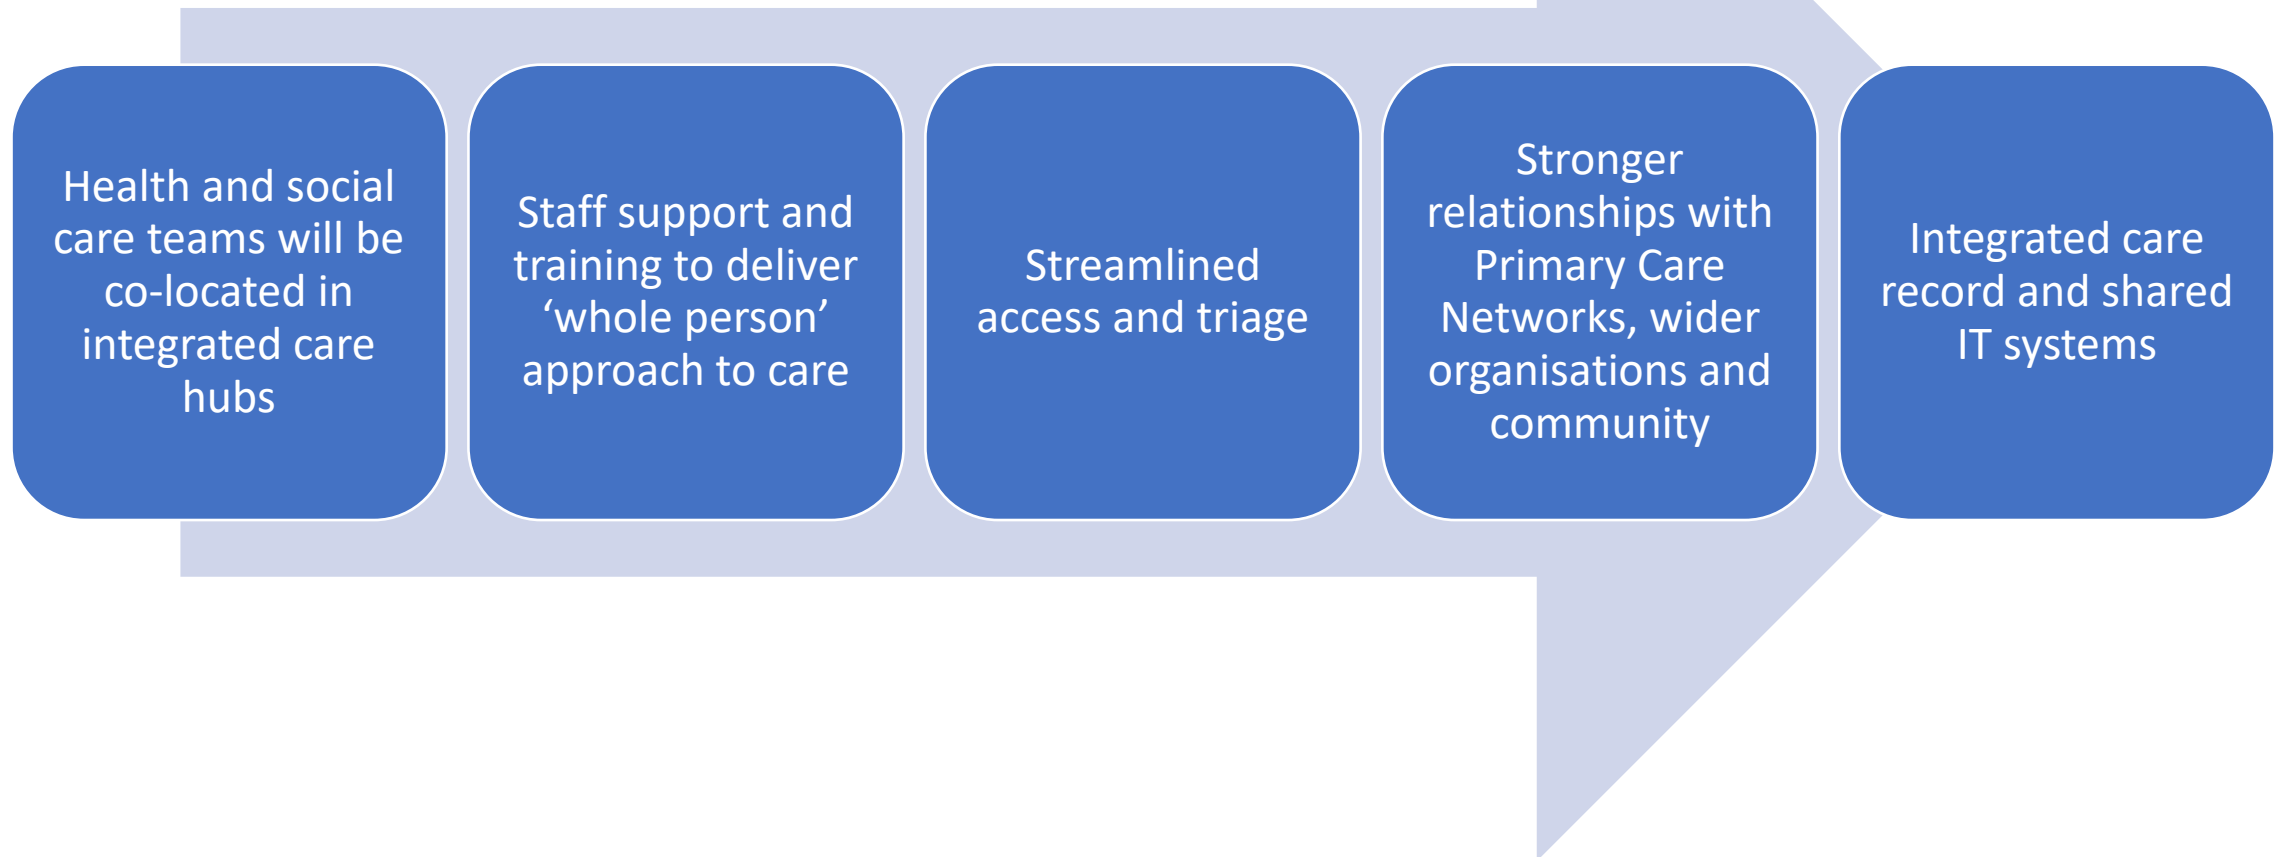 Health and social
care teams will be
co-located in
integrated care
hubs
Staff support and
training to deliver
‘whole person’
approach to care
Streamlined
access and triage
Stronger
relationships with
Primary Care
Networks, wider
organisations and
community
Integrated care
record and shared
IT systems